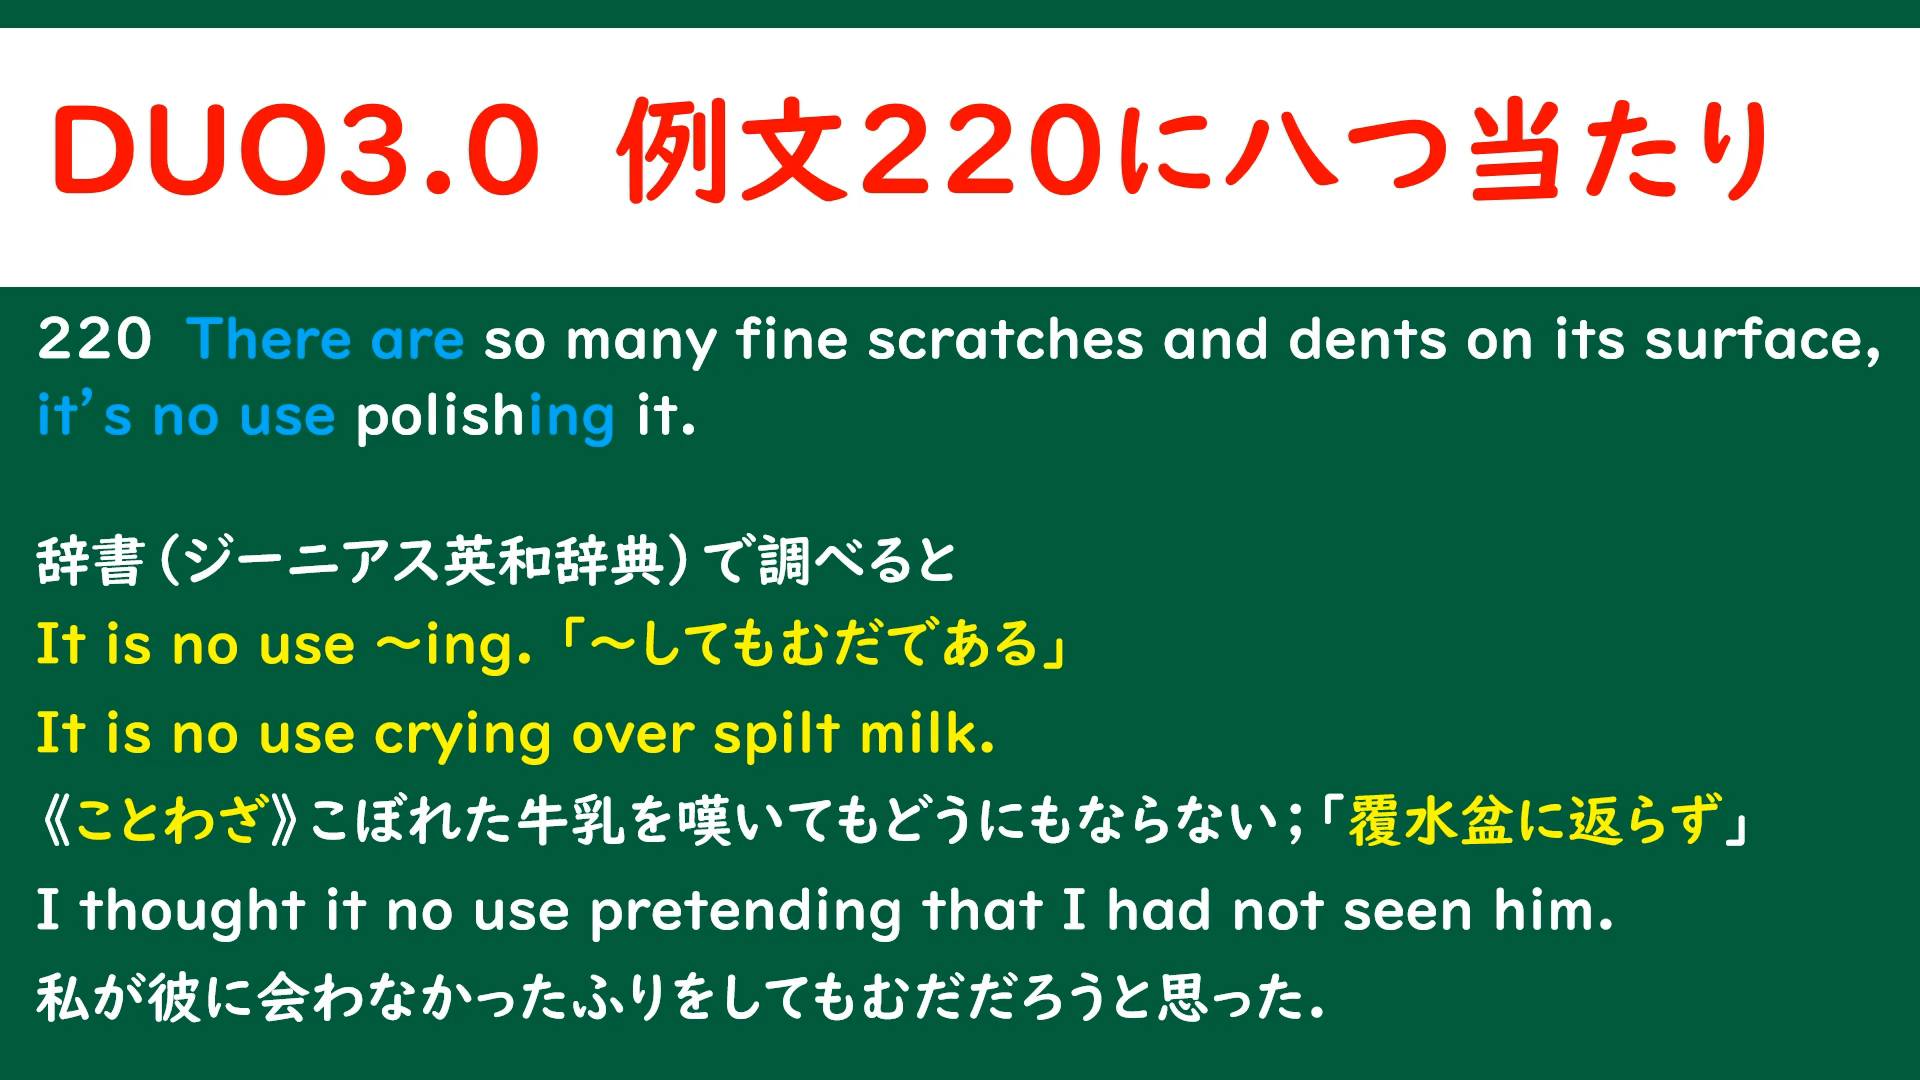 DUO3.0 例文220に八つ当たり
220 There are so many fine scratches and dents on its surface,
it's no use polishing it.
辞書(ジーニアス英和辞典)で調べると
It is no use ～ing.「～してもむだである」
It is no use crying over spilt milk.
《ことわざ》こぼれた牛乳を嘆いてもどうにもならない;「覆水盆に返らず」
I thought it no use pretending that I had not seen him.
私が彼に会わなかったふりをしてもむだだろうと思った.